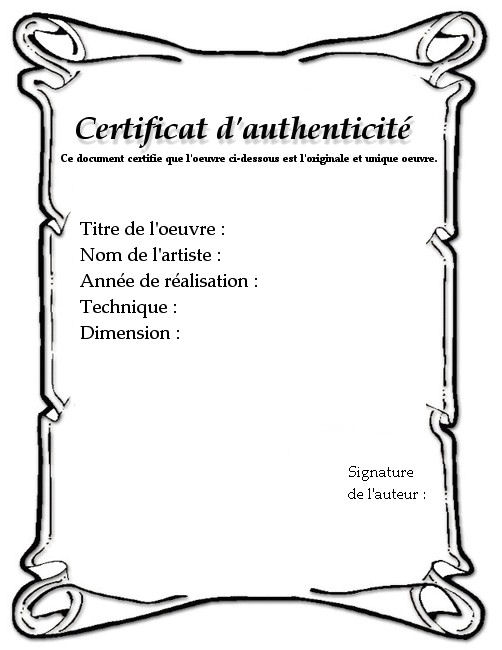 Certificat d'authenticité
Ce document certifie que l'oeuvre ci-dessous est l'originale et unique oeuvre.
Titre de l'oeuvre :
Nom de l'artiste :
Année de réalisation :
Technique :
Dimension :
Signature
de l'auteur :